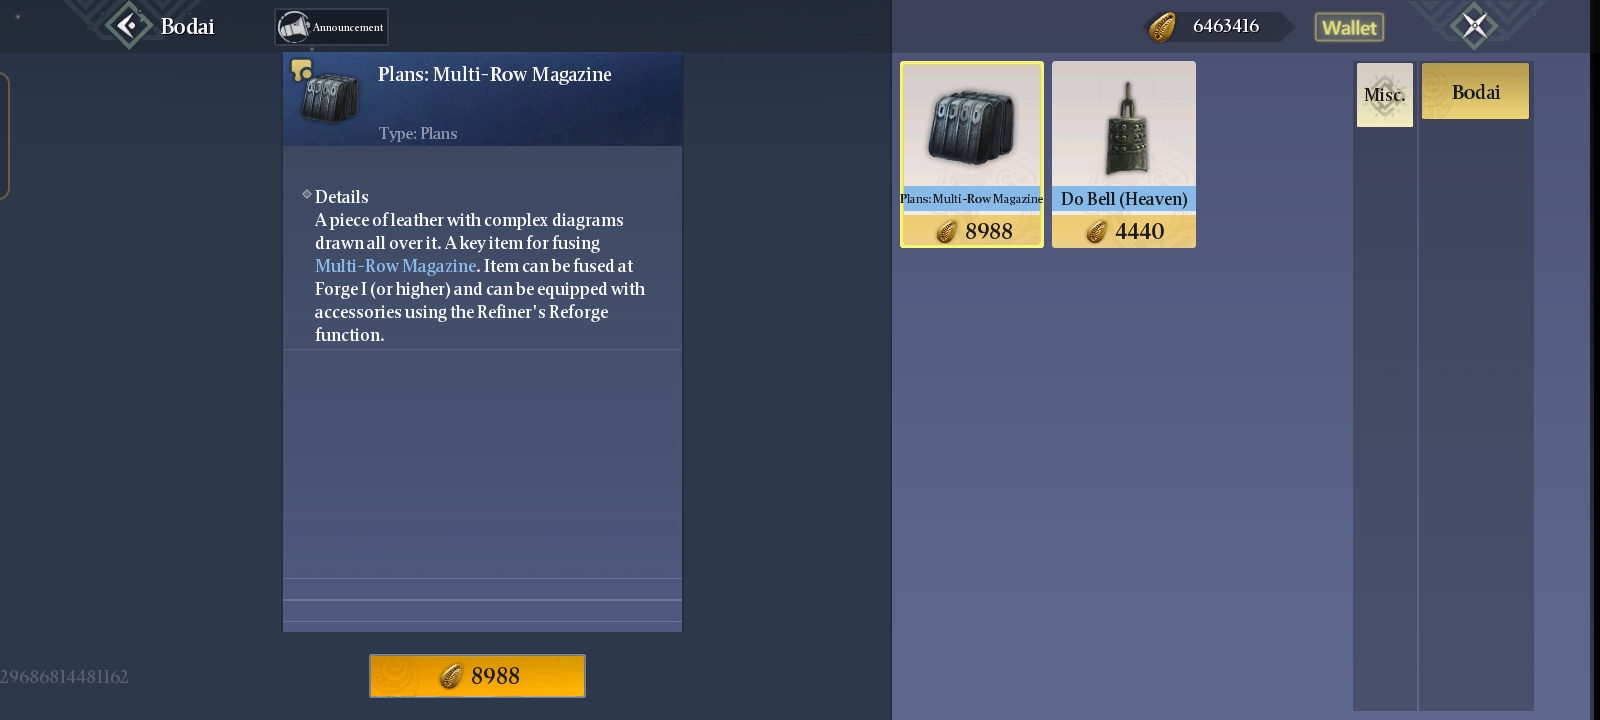 Bodai
Announcement
6463416
Wallet
Plans: Multi-Row Magazine
Type: Plans
Details
A piece of leather with complex diagrams
drawn all over it. A key item for fusing
Multi-Row Magazine. Item can be fused at
Forge I (or higher) and can be equipped with
accessories using the Refiner's Reforge
function.
8988
29686814481162
Plans: Multi-Row Magazine
8988
Do Bell (Heaven)
4440
Misc.
Bodai